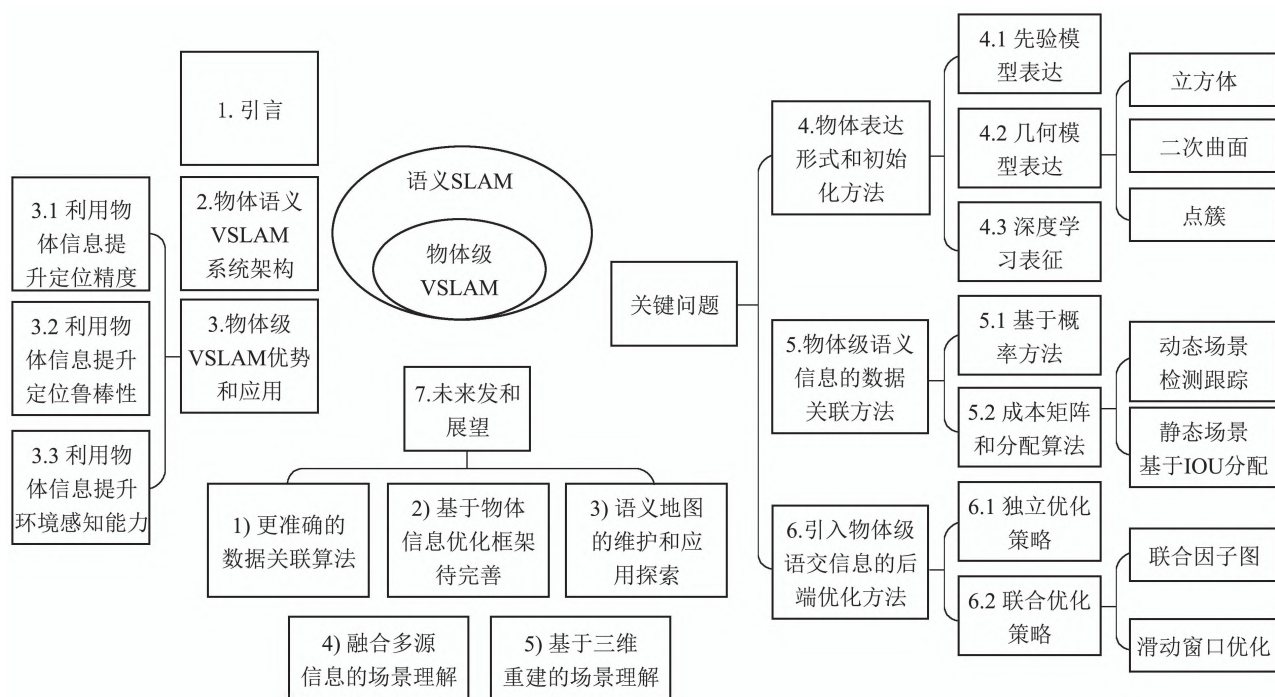 1. 引言
2.物体语义
VSLAM
系统架构
3.物体级
VSLAM优势
和应用
3.1 利用物
体信息提
升定位精度
3.2 利用物
体信息提升
定位鲁棒性
3.3 利用物
体信息提升
环境感知能力
语义SLAM
物体级
VSLAM
关键问题
4.物体表达
形式和初始
化方法
4.1 先验模
型表达
4.2 几何模
型表达
4.3 深度学
习表征
立方体
二次曲面
点簇
5.物体级语义
信息的数据
关联方法
5.1 基于概
率方法
5.2 成本矩阵
和分配算法
动态场景
检测跟踪
静态场景
基于IOU分配
6.引入物体级
语交信息的后
端优化方法
6.1 独立优化
策略
6.2 联合优化
策略
联合因子图
滑动窗口优化
7.未来发和
展望
1) 更准确的
数据关联算法
2) 基于物体
信息优化框架
待完善
3) 语义地图
的维护和应
用探索
4) 融合多源
信息的场景理解
5) 基于三维
重建的场景理解